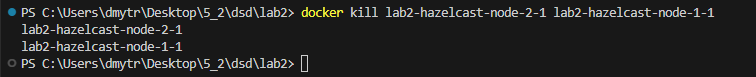 PS C:\Users\dmytr\Desktop\5_2\dsd\lab2> docker kill lab2-hazelcast-node-2-1 lab2-hazelcast-node-1-1
lab2-hazelcast-node-2-1
lab2-hazelcast-node-1-1
PS C:\Users\dmytr\Desktop\5_2\dsd\lab2>